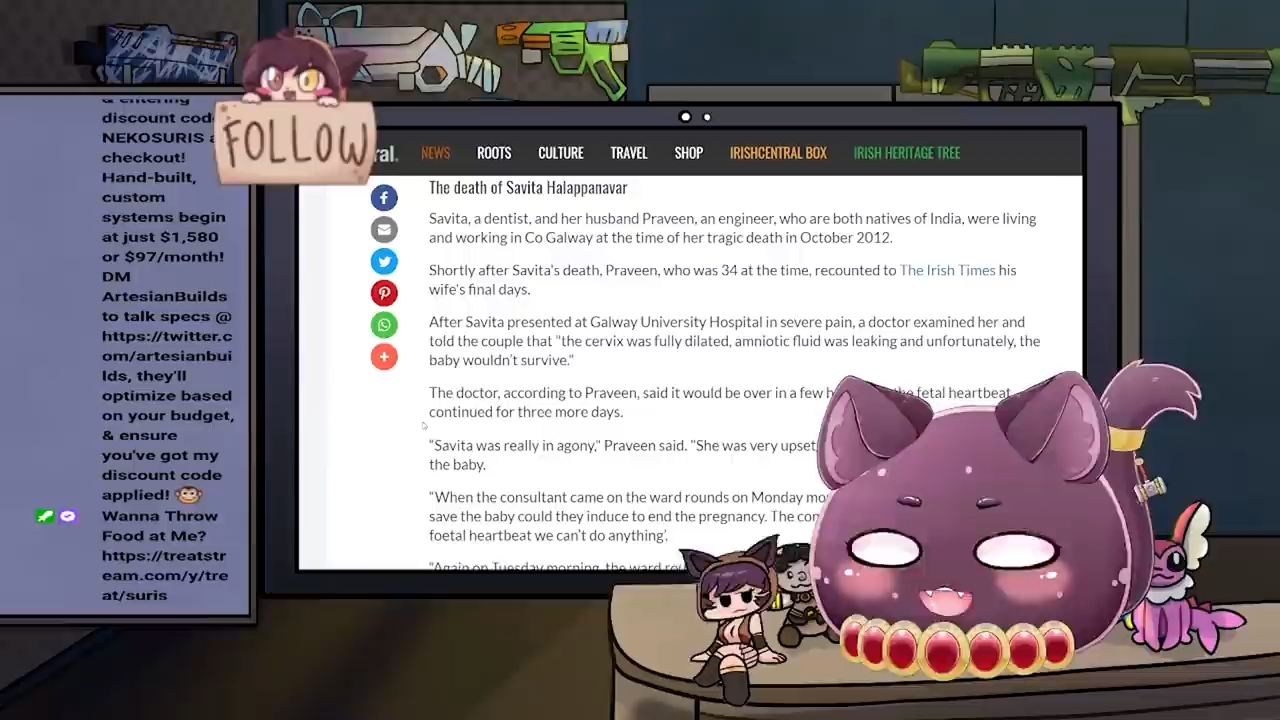 & entering
discount cod
NEKOSURIS a
checkout!
Hand-built,
custom
systems begin
at just $1,580
or $97/month!
DM
ArtesianBuilds
to talk specs @
https://twitter.c
om/artesianbui
lds, they'll
optimize based
on your budget,
& ensure
you've got my
discount code
applied!
Wanna Throw
Food at Me?
https://treatstr
eam.com/y/tre
at/suris
FOLLOW
ral. NEWS ROOTS CULTURE TRAVEL SHOP IRISHCENTRAL BOX IRISH HERITAGE TREE
The death of Savita Halappanavar
Savita, a dentist, and her husband Praveen, an engineer, who are both natives of India, were living
and working in Co Galway at the time of her tragic death in October 2012.
Shortly after Savita's death, Praveen, who was 34 at the time, recounted to The Irish Times his
wife's final days.
After Savita presented at Galway University Hospital in severe pain, a doctor examined her and
told the couple that "the cervix was fully dilated, amniotic fluid was leaking and unfortunately, the
baby wouldn't survive."
The doctor, according to Praveen, said it would be over in a few h the fetal heartbeat
continued for three more days.
"Savita was really in agony," Praveen said. "She was very upset
the baby.
"When the consultant came on the ward rounds on Monday mo
save the baby could they induce to end the pregnancy. The con
foetal heartbeat we can't do anything'.
"Again on Tuesday morning, the ward